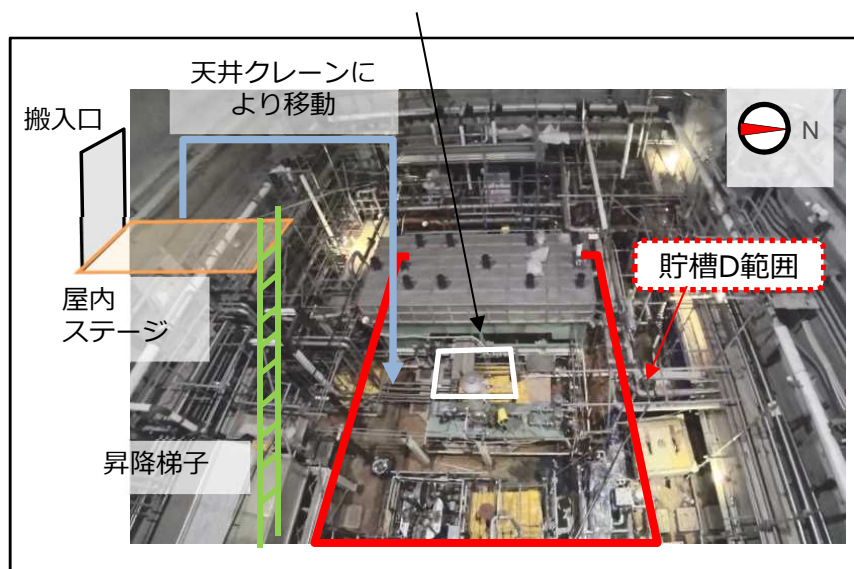 天井クレーンに
より移動
搬入口
N
貯槽D範囲
屋内
ステージ
昇降梯子